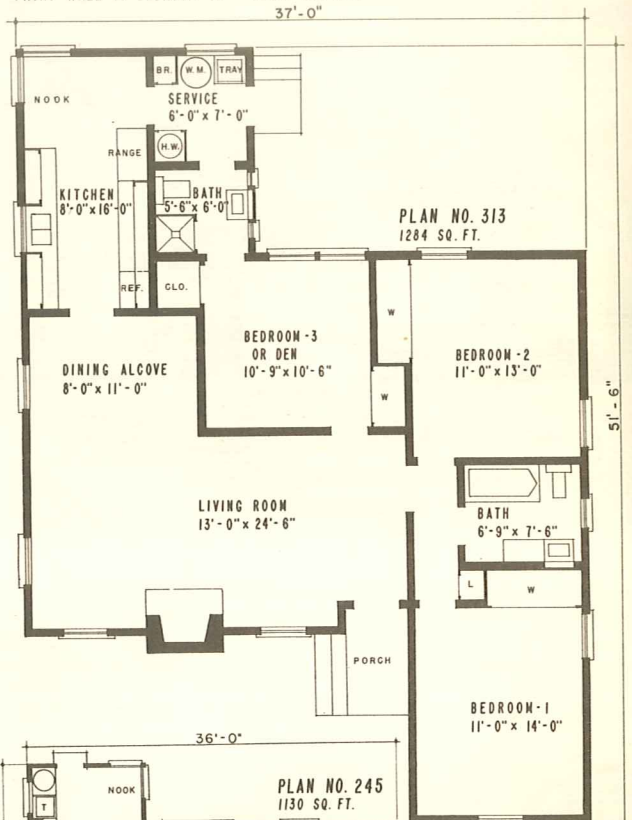 37'-0"
BR.
W.M.
TRAY
NOOK
SERVICE
6'-0" x 7'-0"
H.W.
RANGE
KITCHEN
8'-0" x 16'-0"
BATH
5'-6" x 6'-0"
REF.
CLO.
PLAN NO. 313
1284 SQ. FT.
W
BEDROOM-3
OR DEN
10'-9" x 10'-6"
W
BEDROOM-2
11'-0" x 13'-0"
DINING ALCOVE
8'-0" x 11'-0"
51'-6"
LIVING ROOM
13'-0" x 24'-6"
BATH
6'-9" x 7'-6"
L
W
PORCH
BEDROOM-1
11'-0" x 14'-0"
36'-0"
NOOK
T
PLAN NO. 245
1130 SQ. FT.